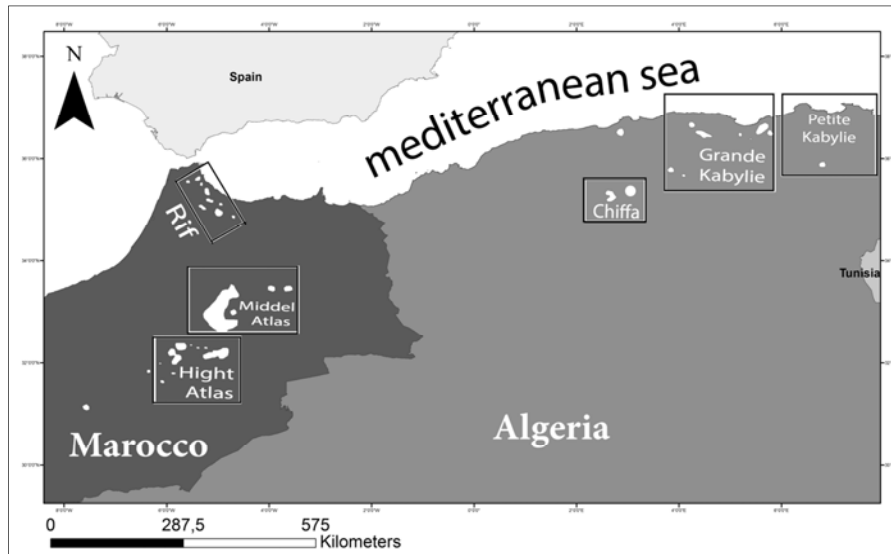 N
Spain
mediterranean sea
Petite
Kabylie
Grande
Kabylie
Chiffa
Rif
Tunisia
Middel
Atlas
Hight
Atlas
Marocco
Algeria
0 287,5 575
Kilometers